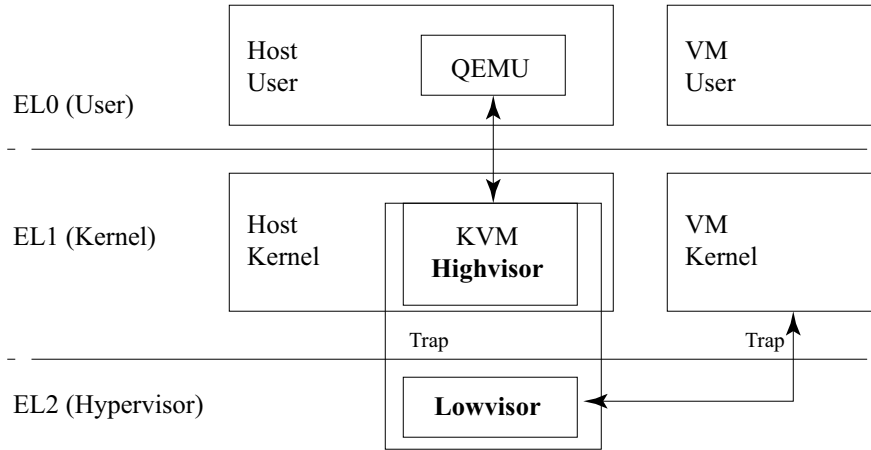 Host
User
QEMU
VM
User
EL0 (User)
Host
Kernel
KVM
Highvisor
VM
Kernel
EL1 (Kernel)
Trap
Trap
EL2 (Hypervisor)
Lowvisor